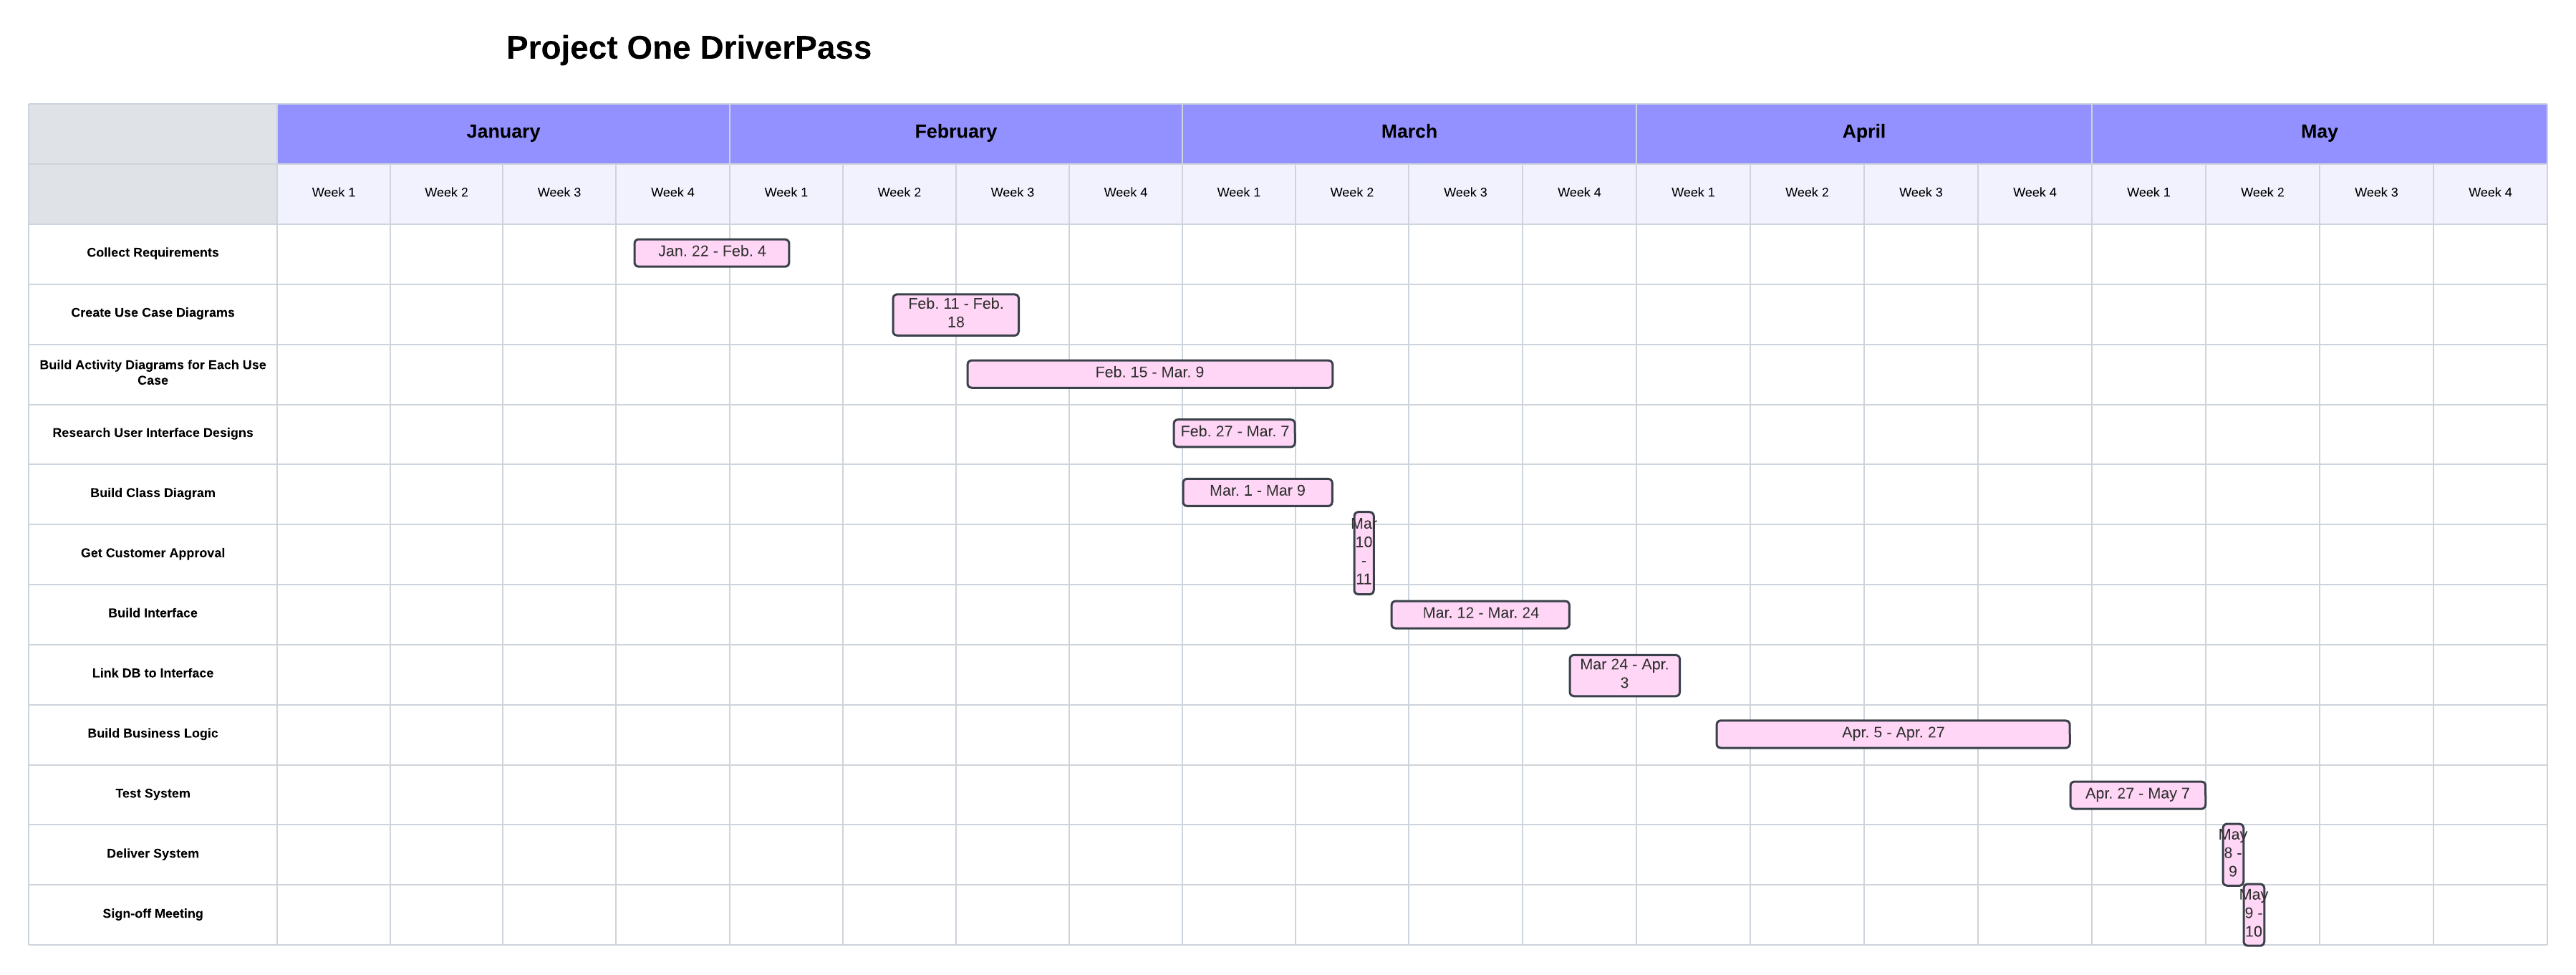 Project One DriverPass
January February March April May
Week 1 Week 2 Week 3 Week 4 Week 1 Week 2 Week 3 Week 4 Week 1 Week 2 Week 3 Week 4 Week 1 Week 2 Week 3 Week 4 Week 1 Week 2 Week 3 Week 4
Collect Requirements
Jan. 22 - Feb. 4
Create Use Case Diagrams
Feb. 11 - Feb.
18
Build Activity Diagrams for Each Use
Case
Feb. 15 - Mar. 9
Research User Interface Designs
Feb. 27 - Mar. 7
Build Class Diagram
Mar. 1 - Mar 9
Get Customer Approval
Mar
10
-
11
Build Interface
Mar. 12 - Mar. 24
Link DB to Interface
Mar 24 - Apr.
3
Build Business Logic
Apr. 5 - Apr. 27
Test System
Apr. 27 - May 7
Deliver System
May
8 -
9
Sign-off Meeting
May
9 -
10